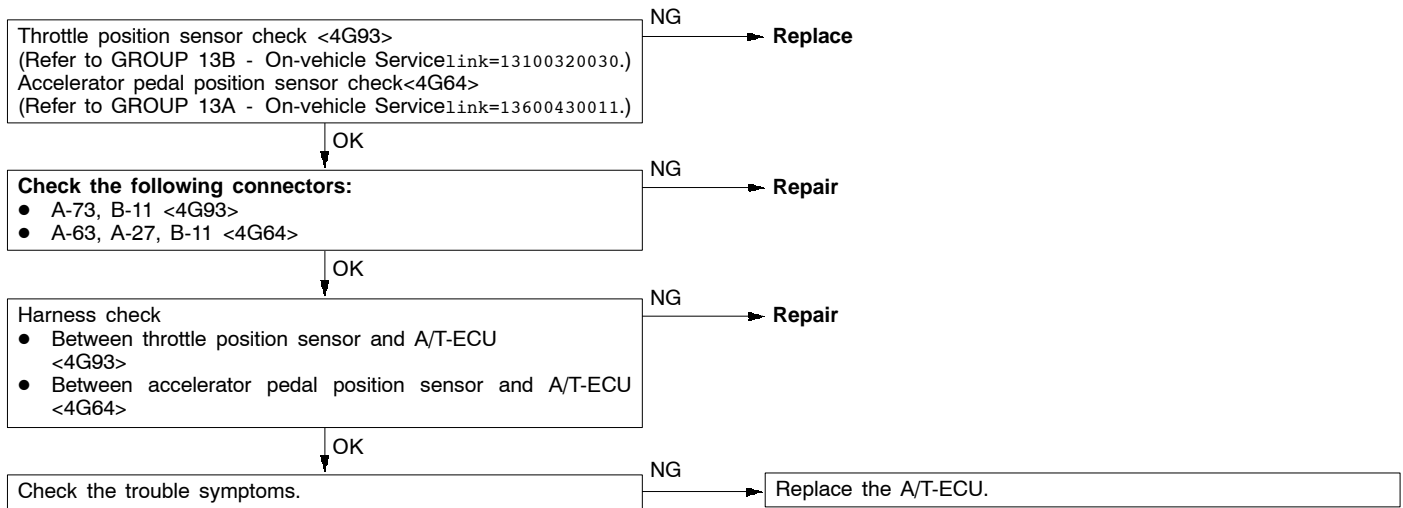 Throttle position sensor check <4G93>
(Refer to GROUP 13B - On-vehicle Servicelink=13100320030.)
Accelerator pedal position sensor check<4G64>
(Refer to GROUP 13A - On-vehicle Servicelink=13600430011.)
NG
Replace
OK
Check the following connectors:
● A-73, B-11 <4G93>
● A-63, A-27, B-11 <4G64>
NG
Repair
OK
Harness check
● Between throttle position sensor and A/T-ECU
<4G93>
● Between accelerator pedal position sensor and A/T-ECU
<4G64>
NG
Repair
OK
Check the trouble symptoms.
NG
Replace the A/T-ECU.